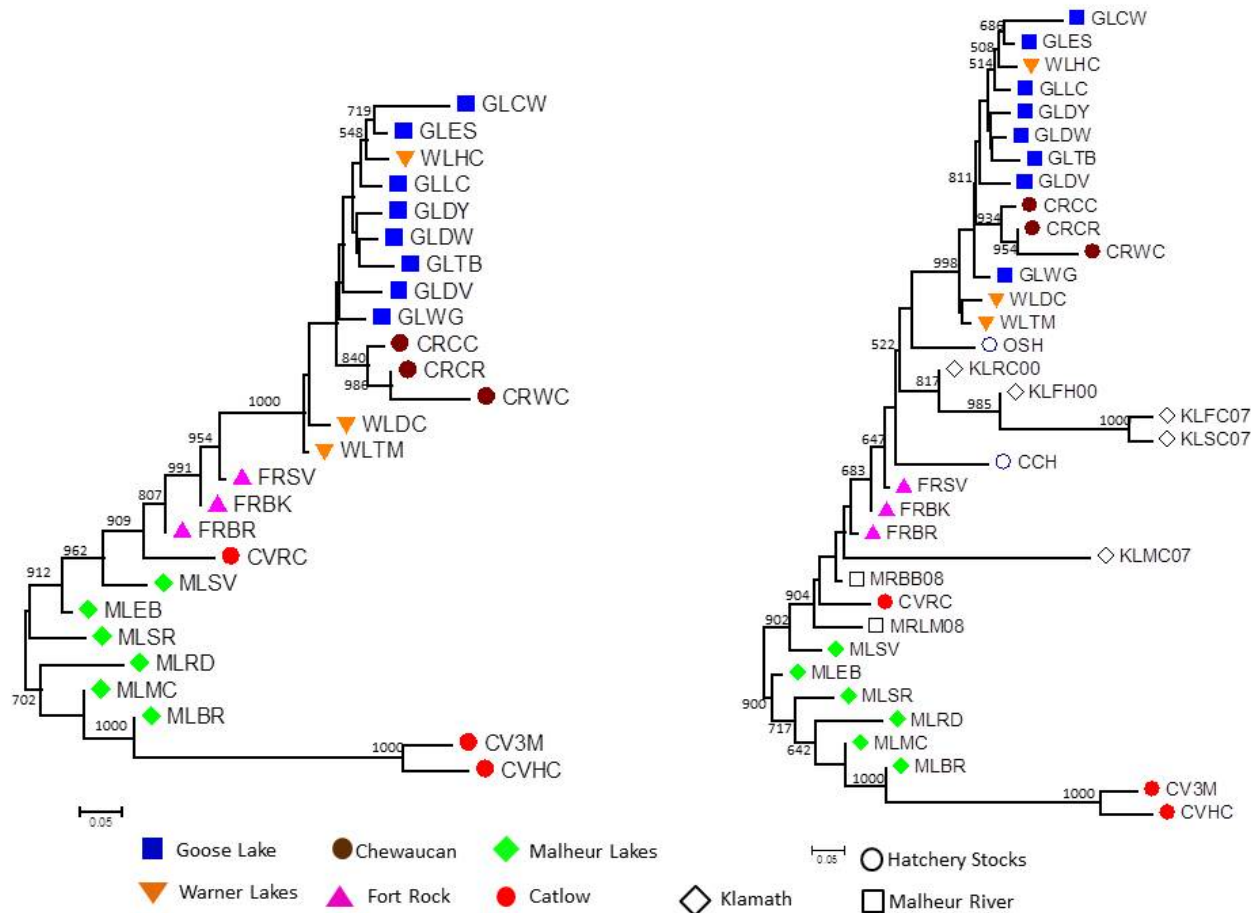 719
GLCW
548
GLES
WLHC
GLLC
GLDY
GLDW
GLTB
GLDV
GLWG
840
CRCC
986
CRCR
CRWC
1000
WLDC
WLTM
954
FRSV
991
FRBK
807
FRBR
909
CVRC
962
MLSV
912
MLEB
MLSR
MLRD
702
MLMC
MLBR
1000
1000
CV3M
CVHC
0.05
686
GLCW
508
GLES
514
WLHC
GLLC
GLDY
GLDW
GLTB
811
GLDV
934
CRCC
CRCR
954
CRWC
998
GLWG
WLDC
WLTM
522
OSH
KLRC00
817
KLFH00
985
1000
KLFC07
KLSC07
647
CCH
683
FRSV
FRBK
FRBR
KLMC07
MRBB08
904
CVRC
902
MRLM08
MLSV
MLEB
900
MLSR
717
MLRD
642
MLMC
MLBR
1000
1000
CV3M
CVHC
0.05
Goose Lake
Chewaucan
Malheur Lakes
Hatchery Stocks
Warner Lakes
Fort Rock
Catlow
Klamath
Malheur River